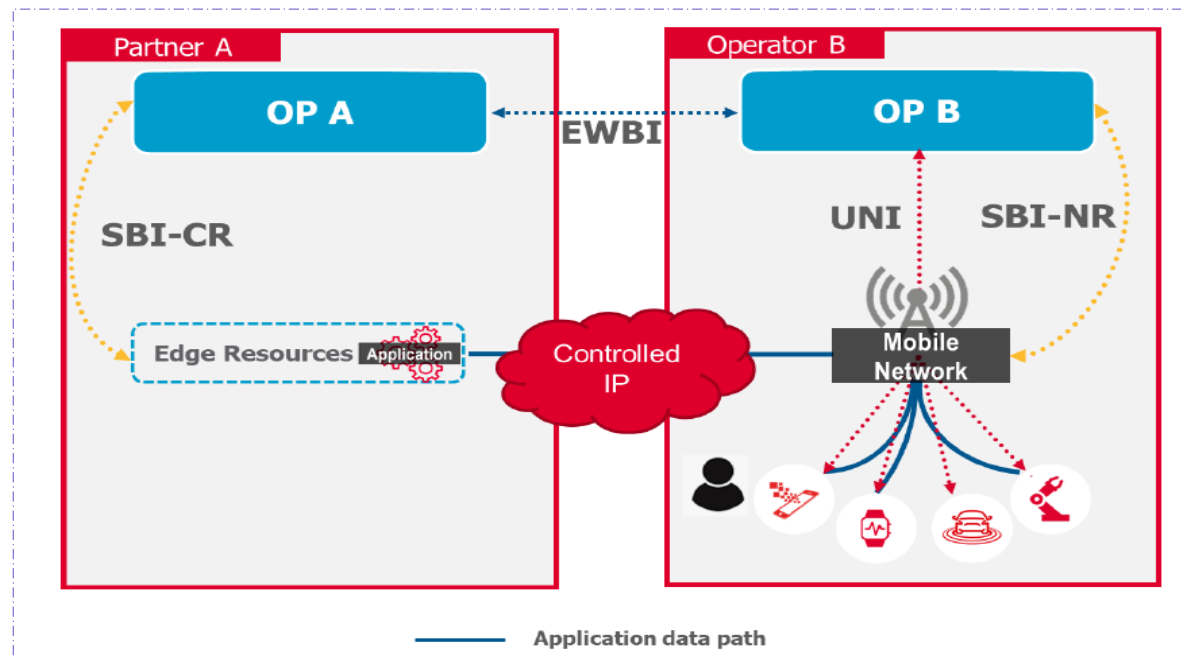 Partner A
Operator B
OP A
OP B
EWBI
UNI
SBI-NR
SBI-CR
Edge Resources
Application
Controlled
IP
Mobile
Network
Application data path